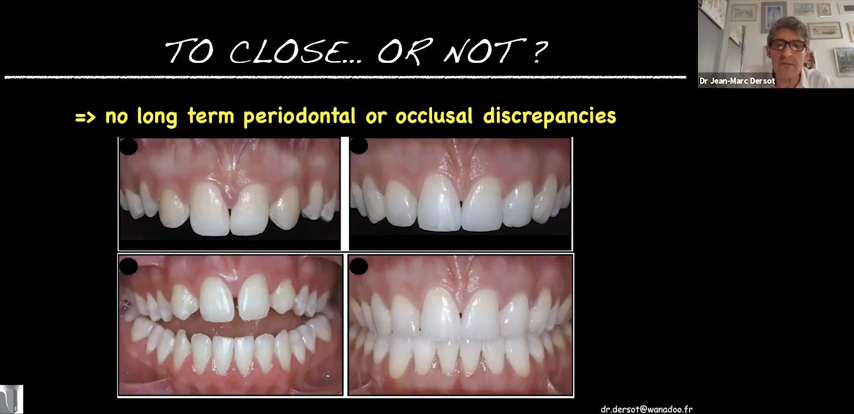 TO CLOSE... OR NOT ?
Dr Jean-Marc Dersot
=> no long term periodontal or occlusal discrepancies
dr.dersot@wanadoo.fr